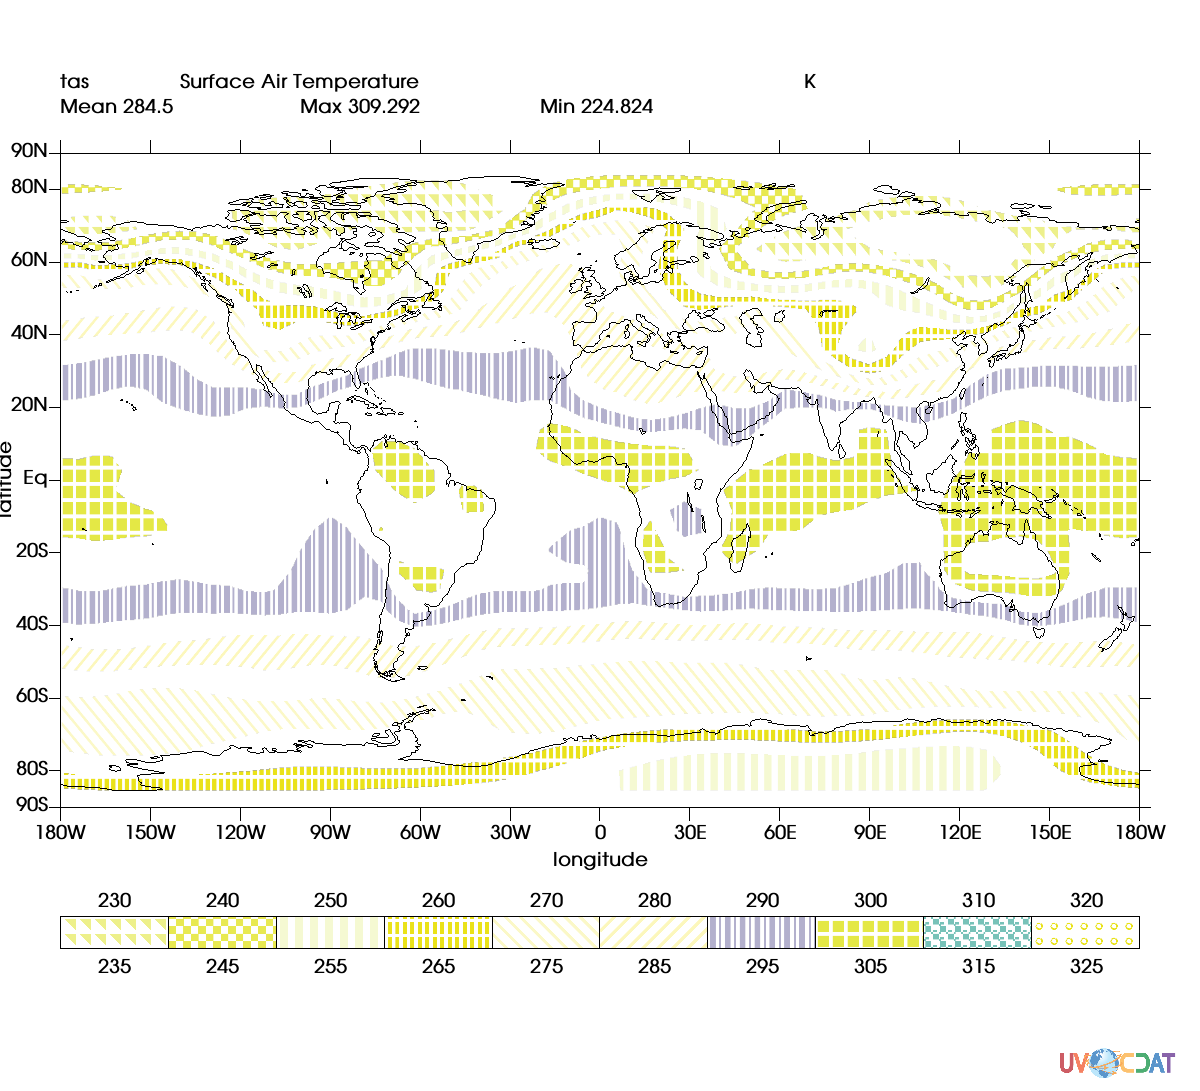 tas Surface Air Temperature K
Mean 284.5 Max 309.292 Min 224.824
90N
80N
60N
40N
20N
Eq
20S
40S
60S
80S
90S
latitude
180W 150W 120W 90W 60W 30W 0 30E 60E 90E 120E 150E 180W
longitude
230 240 250 260 270 280 290 300 310 320
235 245 255 265 275 285 295 305 315 325
UV CDAT